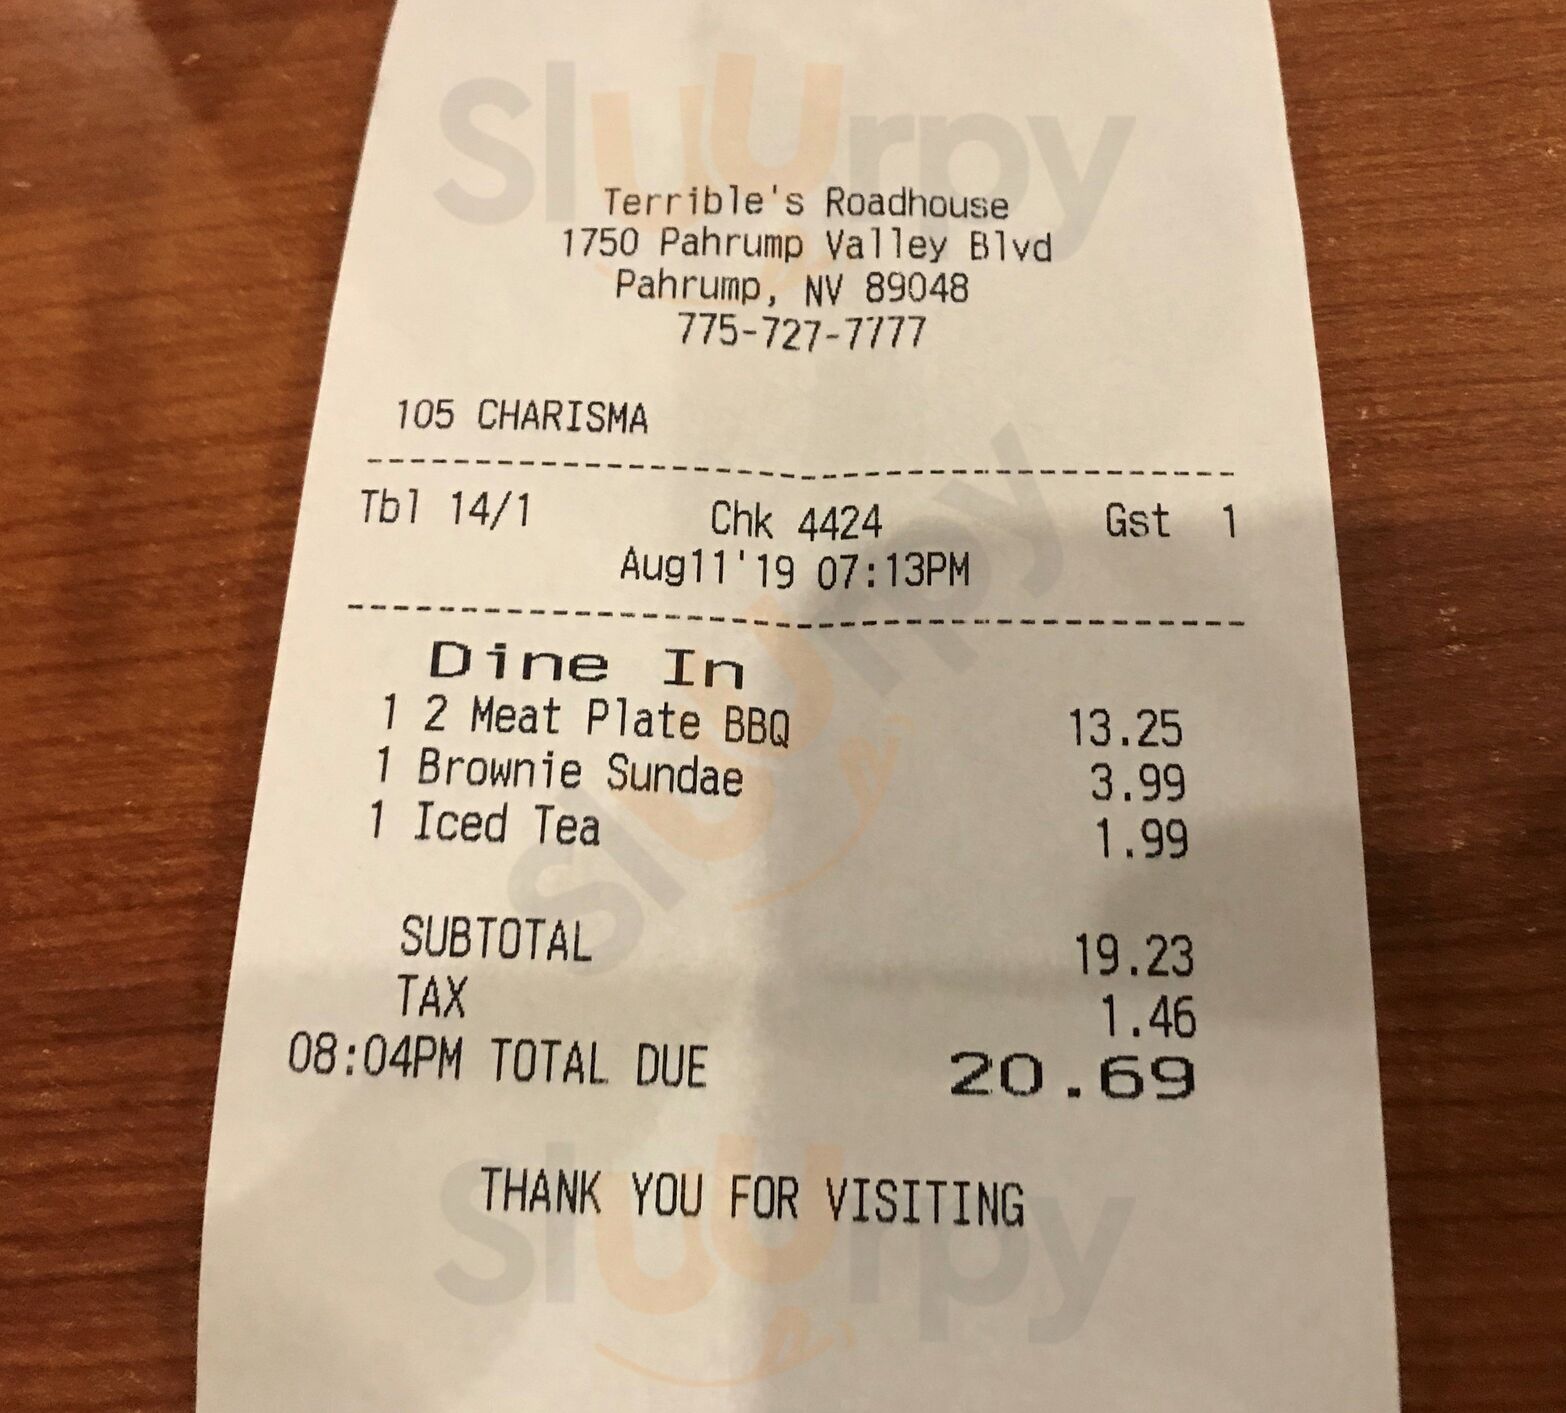 Sluurpy
Terrible's Roadhouse
1750 Pahrump Valley Blvd
Pahrump, NV 89048
775-727-7777
105 CHARISMA
Tbl 14/1 Chk 4424 Gst 1
Aug11'19 07:13PM
Dine In
1 2 Meat Plate BBQ 13.25
1 Brownie Sundae 3.99
1 Iced Tea 1.99
Sluurpy
SUBTOTAL 19.23
TAX 1.46
08:04PM TOTAL DUE 20.69
THANK YOU FOR VISITING
Sluurpy